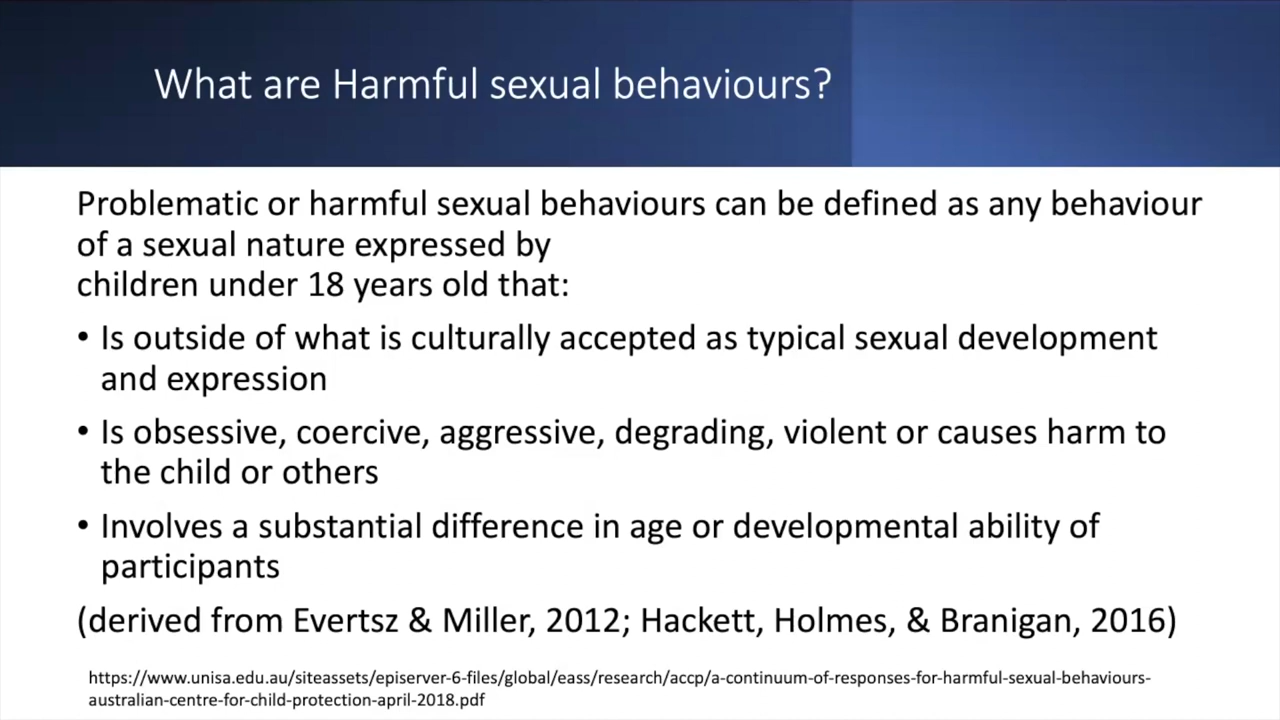 What are Harmful sexual behaviours?
Problematic or harmful sexual behaviours can be defined as any behaviour
of a sexual nature expressed by
children under 18 years old that:
• Is outside of what is culturally accepted as typical sexual development
and expression
• Is obsessive, coercive, aggressive, degrading, violent or causes harm to
the child or others
• Involves a substantial difference in age or developmental ability of
participants
(derived from Evertsz & Miller, 2012; Hackett, Holmes, & Branigan, 2016)
https://www.unisa.edu.au/siteassets/episerver-6-files/global/eass/research/accp/a-continuum-of-responses-for-harmful-sexual-behaviours-
australian-centre-for-child-protection-april-2018.pdf